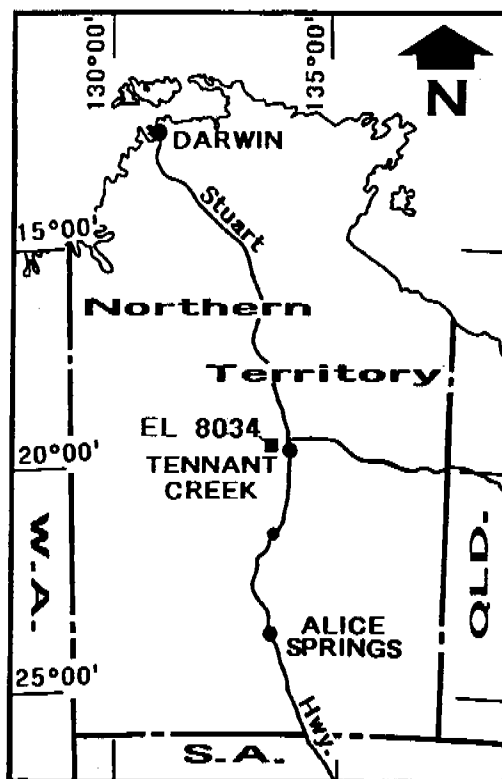 130°00'
135°00'
N
DARWIN
Stuart
15°00'
Northern
Territory
EL 8034
TENNANT
CREEK
20°00'
W.A.
QLD.
ALICE
SPRINGS
25°00'
Hwy.
S.A.